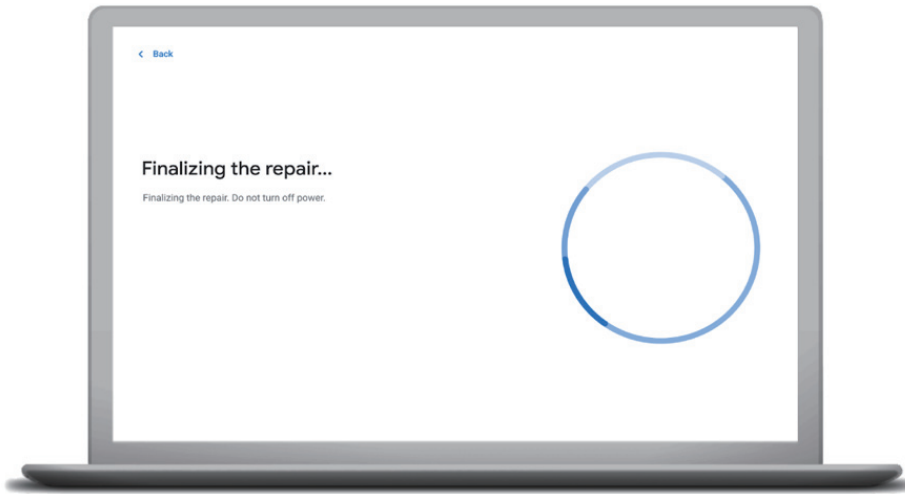 Back
Finalizing the repair...
Finalizing the repair. Do not turn off power.